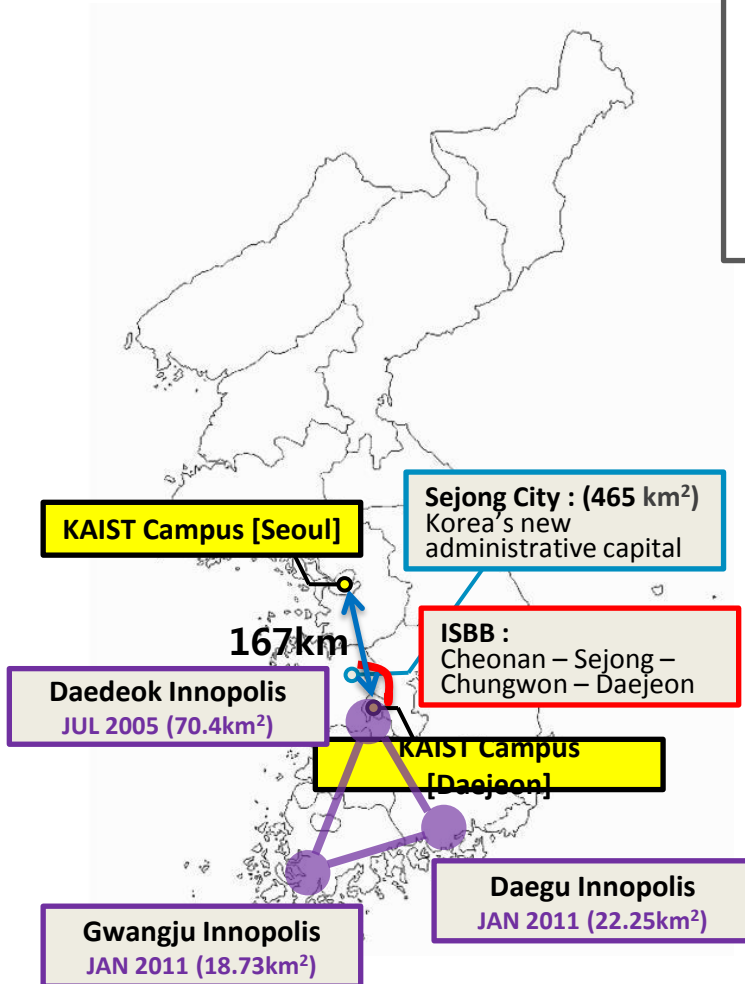 Sejong City : (465 km²)
Korea's new
administrative capital
KAIST Campus [Seoul]
167km
ISBB :
Cheonan – Sejong –
Chungwon – Daejeon
Daedeok Innopolis
JUL 2005 (70.4km²)
KAIST Campus
[Daejeon]
Daegu Innopolis
JAN 2011 (22.25km²)
Gwangju Innopolis
JAN 2011 (18.73km²)